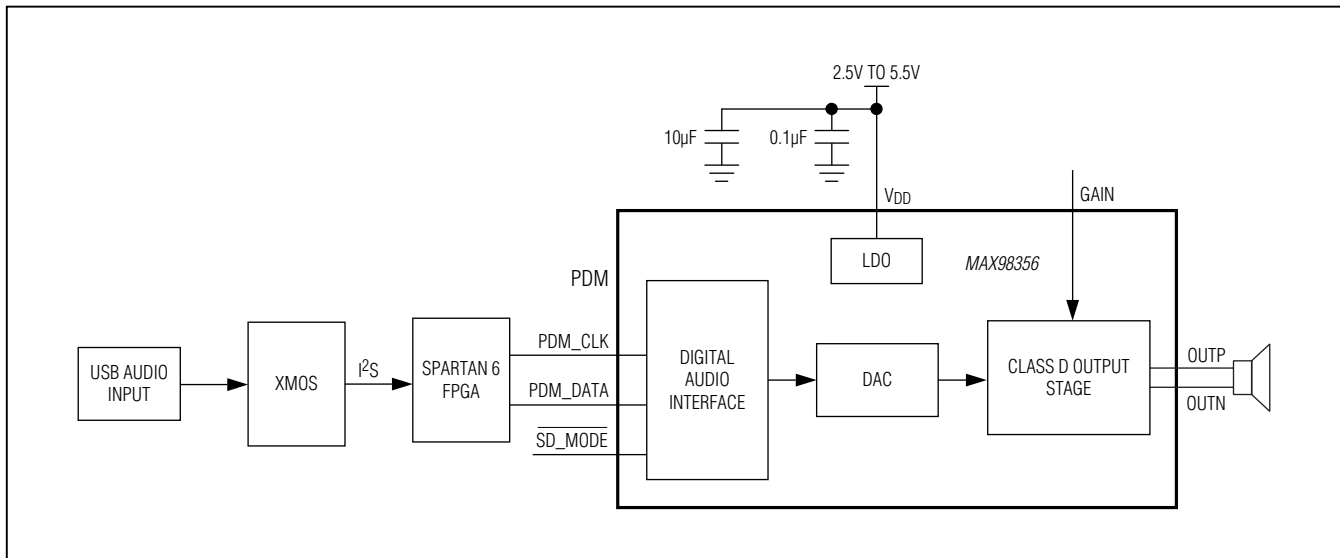 2.5V TO 5.5V
10µF
0.1µF
VDD
GAIN
LDO
MAX98356
PDM
USB AUDIO
INPUT
XMOS
I2S
SPARTAN 6
FPGA
PDM_CLK
PDM_DATA
SD_MODE
DIGITAL
AUDIO
INTERFACE
DAC
CLASS D OUTPUT
STAGE
OUTP
OUTN